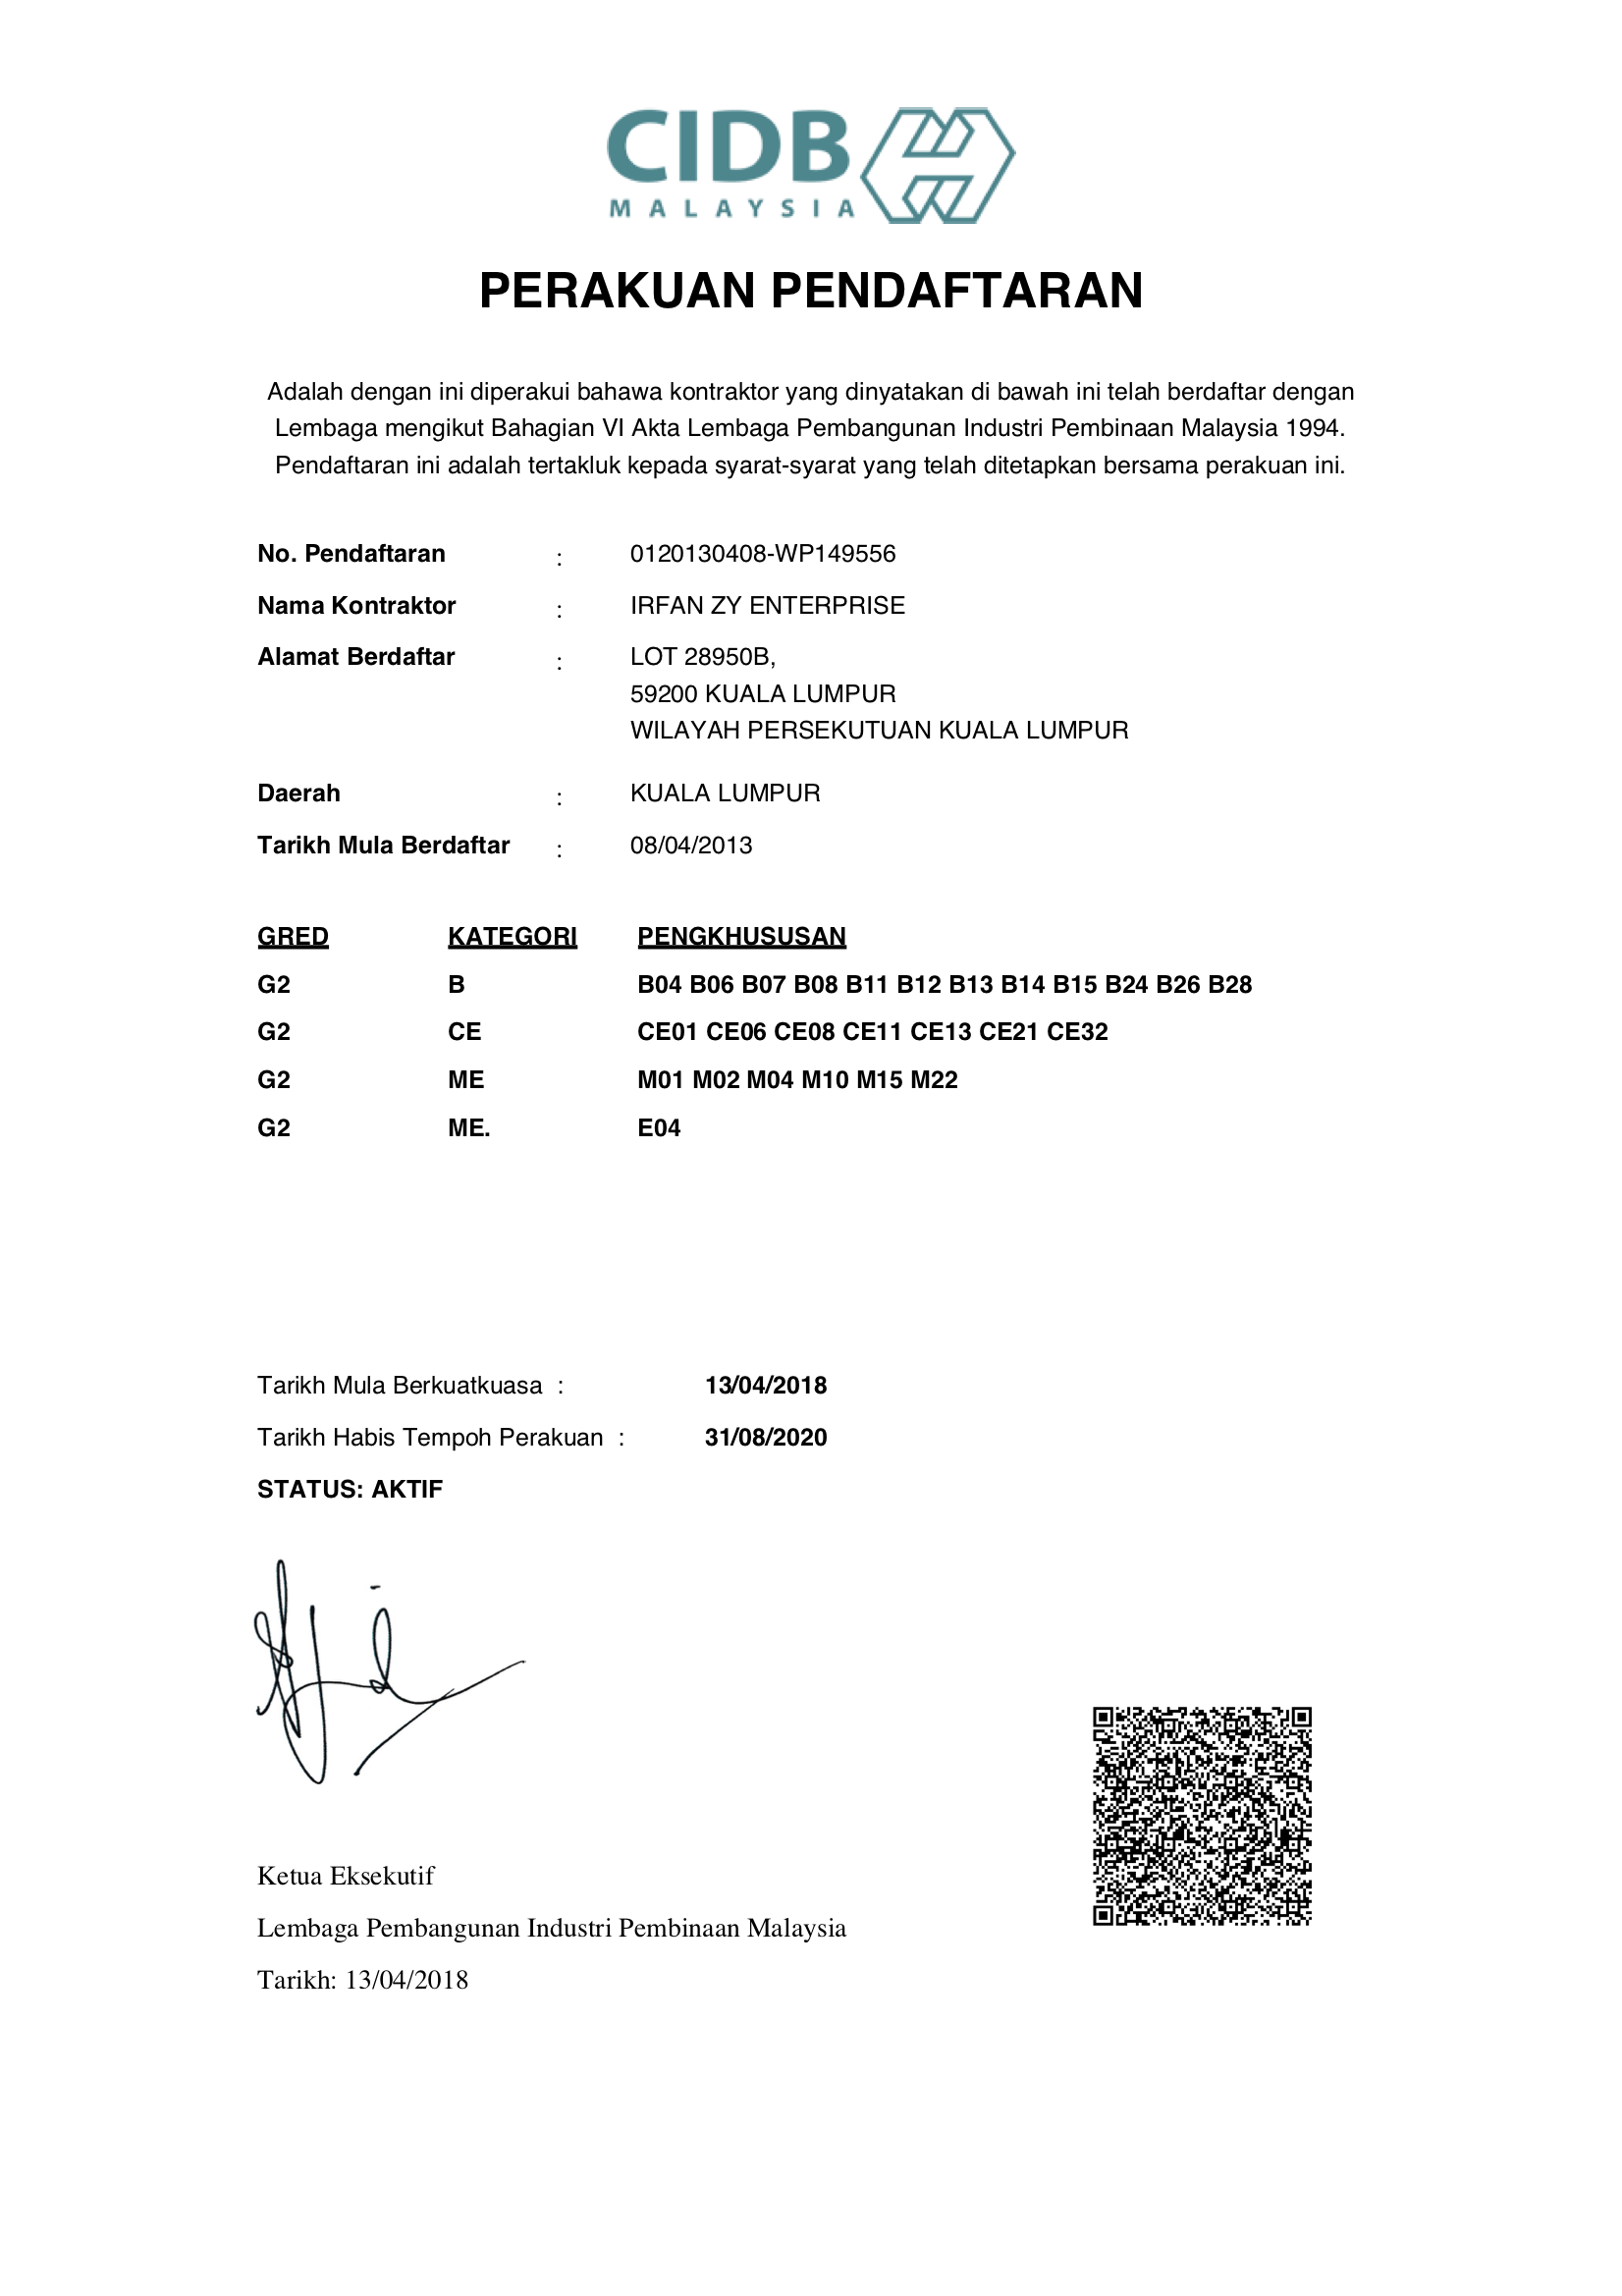 CIDB
MALAYSIA
PERAKUAN PENDAFTARAN
Adalah dengan ini diperakui bahawa kontraktor yang dinyatakan di bawah ini telah berdaftar dengan
Lembaga mengikut Bahagian VI Akta Lembaga Pembangunan Industri Pembinaan Malaysia 1994.
Pendaftaran ini adalah tertakluk kepada syarat-syarat yang telah ditetapkan bersama perakuan ini.
No. Pendaftaran : 0120130408-WP149556
Nama Kontraktor : IRFAN ZY ENTERPRISE
Alamat Berdaftar : LOT 28950B,
59200 KUALA LUMPUR
WILAYAH PERSEKUTUAN KUALA LUMPUR
Daerah : KUALA LUMPUR
Tarikh Mula Berdaftar : 08/04/2013
GRED KATEGORI PENGKHUSUSAN
G2 B B04 B06 B07 B08 B11 B12 B13 B14 B15 B24 B26 B28
G2 CE CE01 CE06 CE08 CE11 CE13 CE21 CE32
G2 ME M01 M02 M04 M10 M15 M22
G2 ME. E04
Tarikh Mula Berkuatkuasa : 13/04/2018
Tarikh Habis Tempoh Perakuan : 31/08/2020
STATUS: AKTIF
Ketua Eksekutif
Lembaga Pembangunan Industri Pembinaan Malaysia
Tarikh: 13/04/2018